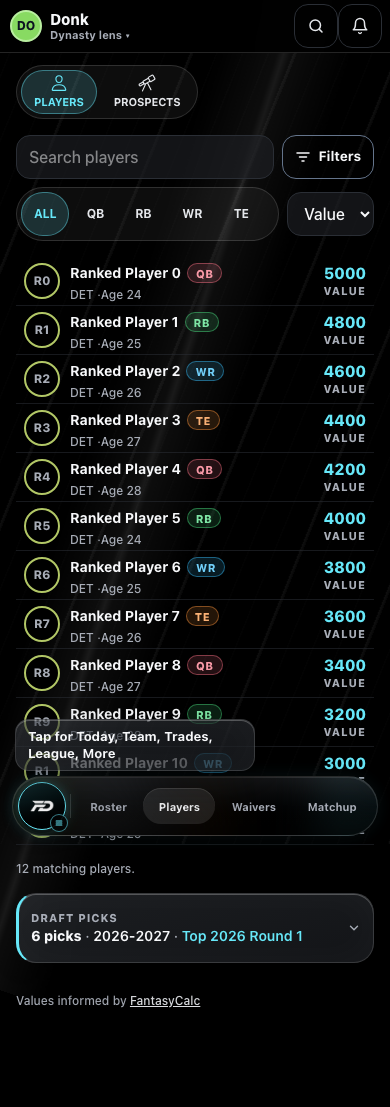 DO
Donk
Dynasty lens ▾
PLAYERS
PROSPECTS
Search players
Filters
ALL
QB
RB
WR
TE
Value
R0
Ranked Player 0 QB
DET ·Age 24
5000
VALUE
R1
Ranked Player 1 RB
DET ·Age 25
4800
VALUE
R2
Ranked Player 2 WR
DET ·Age 26
4600
VALUE
R3
Ranked Player 3 TE
DET ·Age 27
4400
VALUE
R4
Ranked Player 4 QB
DET ·Age 28
4200
VALUE
R5
Ranked Player 5 RB
DET ·Age 24
4000
VALUE
R6
Ranked Player 6 WR
DET ·Age 25
3800
VALUE
R7
Ranked Player 7 TE
DET ·Age 26
3600
VALUE
R8
Ranked Player 8 QB
DET ·Age 27
3400
VALUE
R9
Ranked Player 9 RB
3200
VALUE
Tap for Today, Team, Trades,
League, More
R1
Ranked Player 10 WR
3000
Roster
Players
Waivers
Matchup
12 matching players.
DRAFT PICKS
6 picks · 2026-2027 · Top 2026 Round 1
Values informed by FantasyCalc